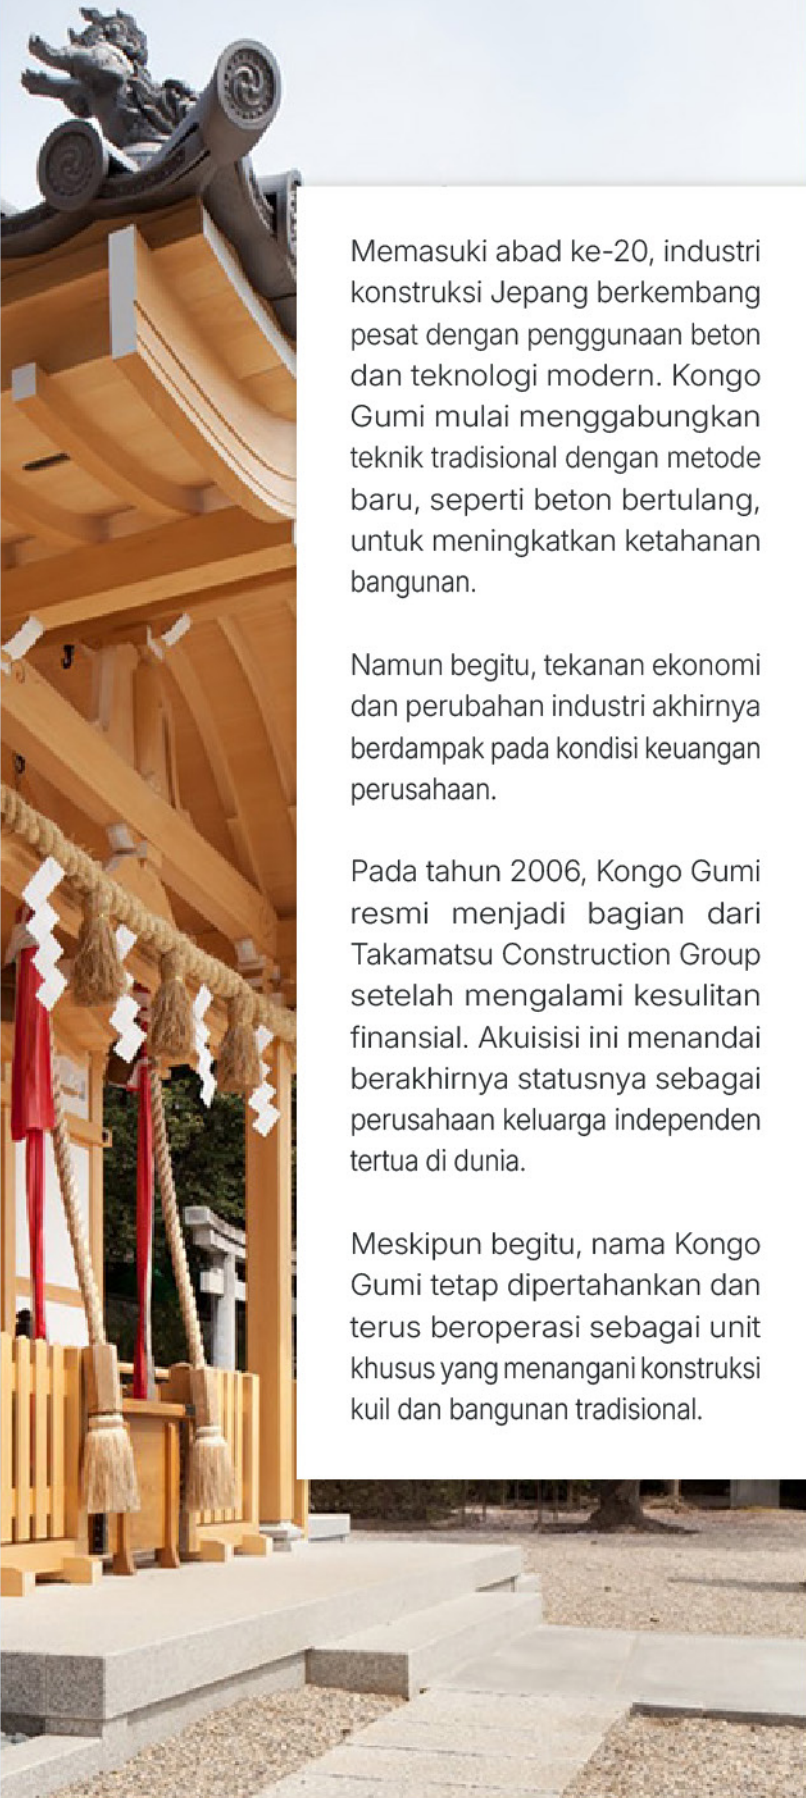 Memasuki abad ke-20, industri
konstruksi Jepang berkembang
pesat dengan penggunaan beton
dan teknologi modern. Kongo
Gumi mulai menggabungkan
teknik tradisional dengan metode
baru, seperti beton bertulang,
untuk meningkatkan ketahanan
bangunan.
Namun begitu, tekanan ekonomi
dan perubahan industri akhirnya
berdampak pada kondisi keuangan
perusahaan.
Pada tahun 2006, Kongo Gumi
resmi menjadi bagian dari
Takamatsu Construction Group
setelah mengalami kesulitan
finansial. Akuisisi ini menandai
berakhirnya statusnya sebagai
perusahaan keluarga independen
tertua di dunia.
Meskipun begitu, nama Kongo
Gumi tetap dipertahankan dan
terus beroperasi sebagai unit
khusus yang menangani konstruksi
kuil dan bangunan tradisional.